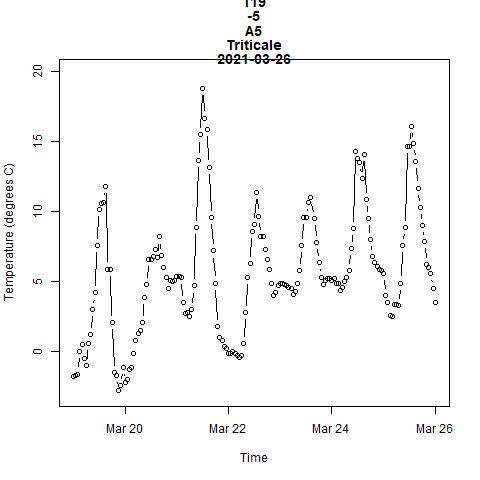 T19
-5
A5
Triticale
2021-03-26
Temperature (degrees C)
20
15
10
5
0
Mar 20
Mar 22
Mar 24
Mar 26
Time